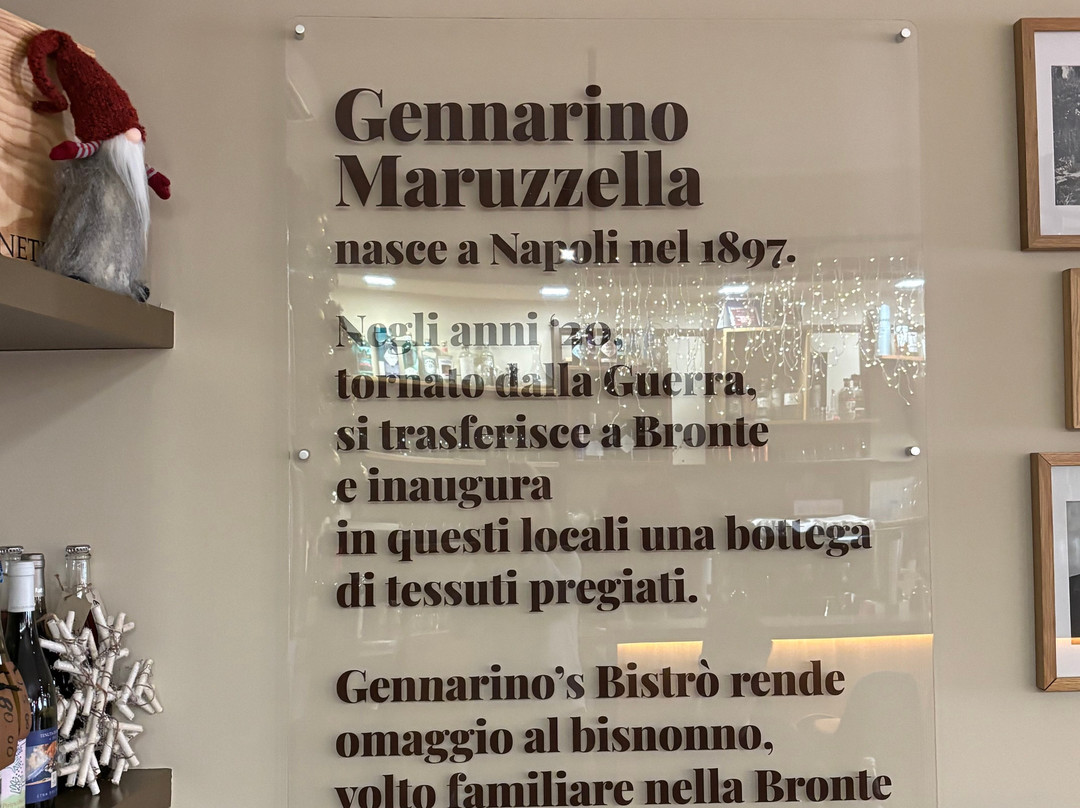 Gennarino
Maruzzella
nasce a Napoli nel 1897.
Negli anni ‘20,
tornato dalla Guerra,
si trasferisce a Bronte
e inaugura
in questi locali una bottega
di tessuti pregiati.
Gennarino’s Bistrò rende
omaggio al bisnonno,
volto familiare nella Bronte